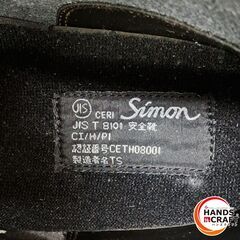 JIS CERI Simon
JIS T 8101 安全靴
CI/H/P1
認証番号CETH08001
製造者名TS
HANDS CRAFT